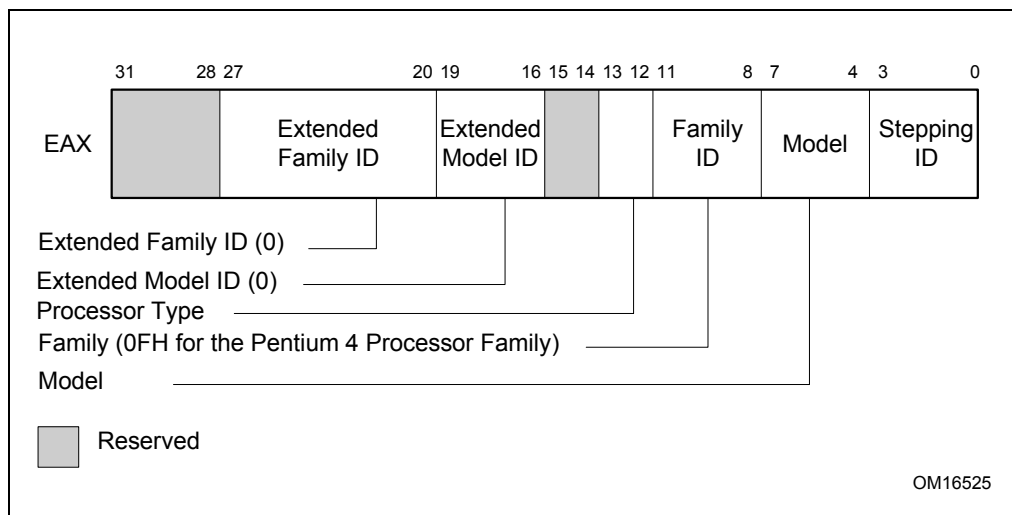 31 28 27 20 19 16 15 14 13 12 11 8 7 4 3 0
EAX
Extended Family ID
Extended Model ID
Family ID
Model
Stepping ID
Extended Family ID (0)
Extended Model ID (0)
Processor Type
Family (0FH for the Pentium 4 Processor Family)
Model
Reserved
OM16525